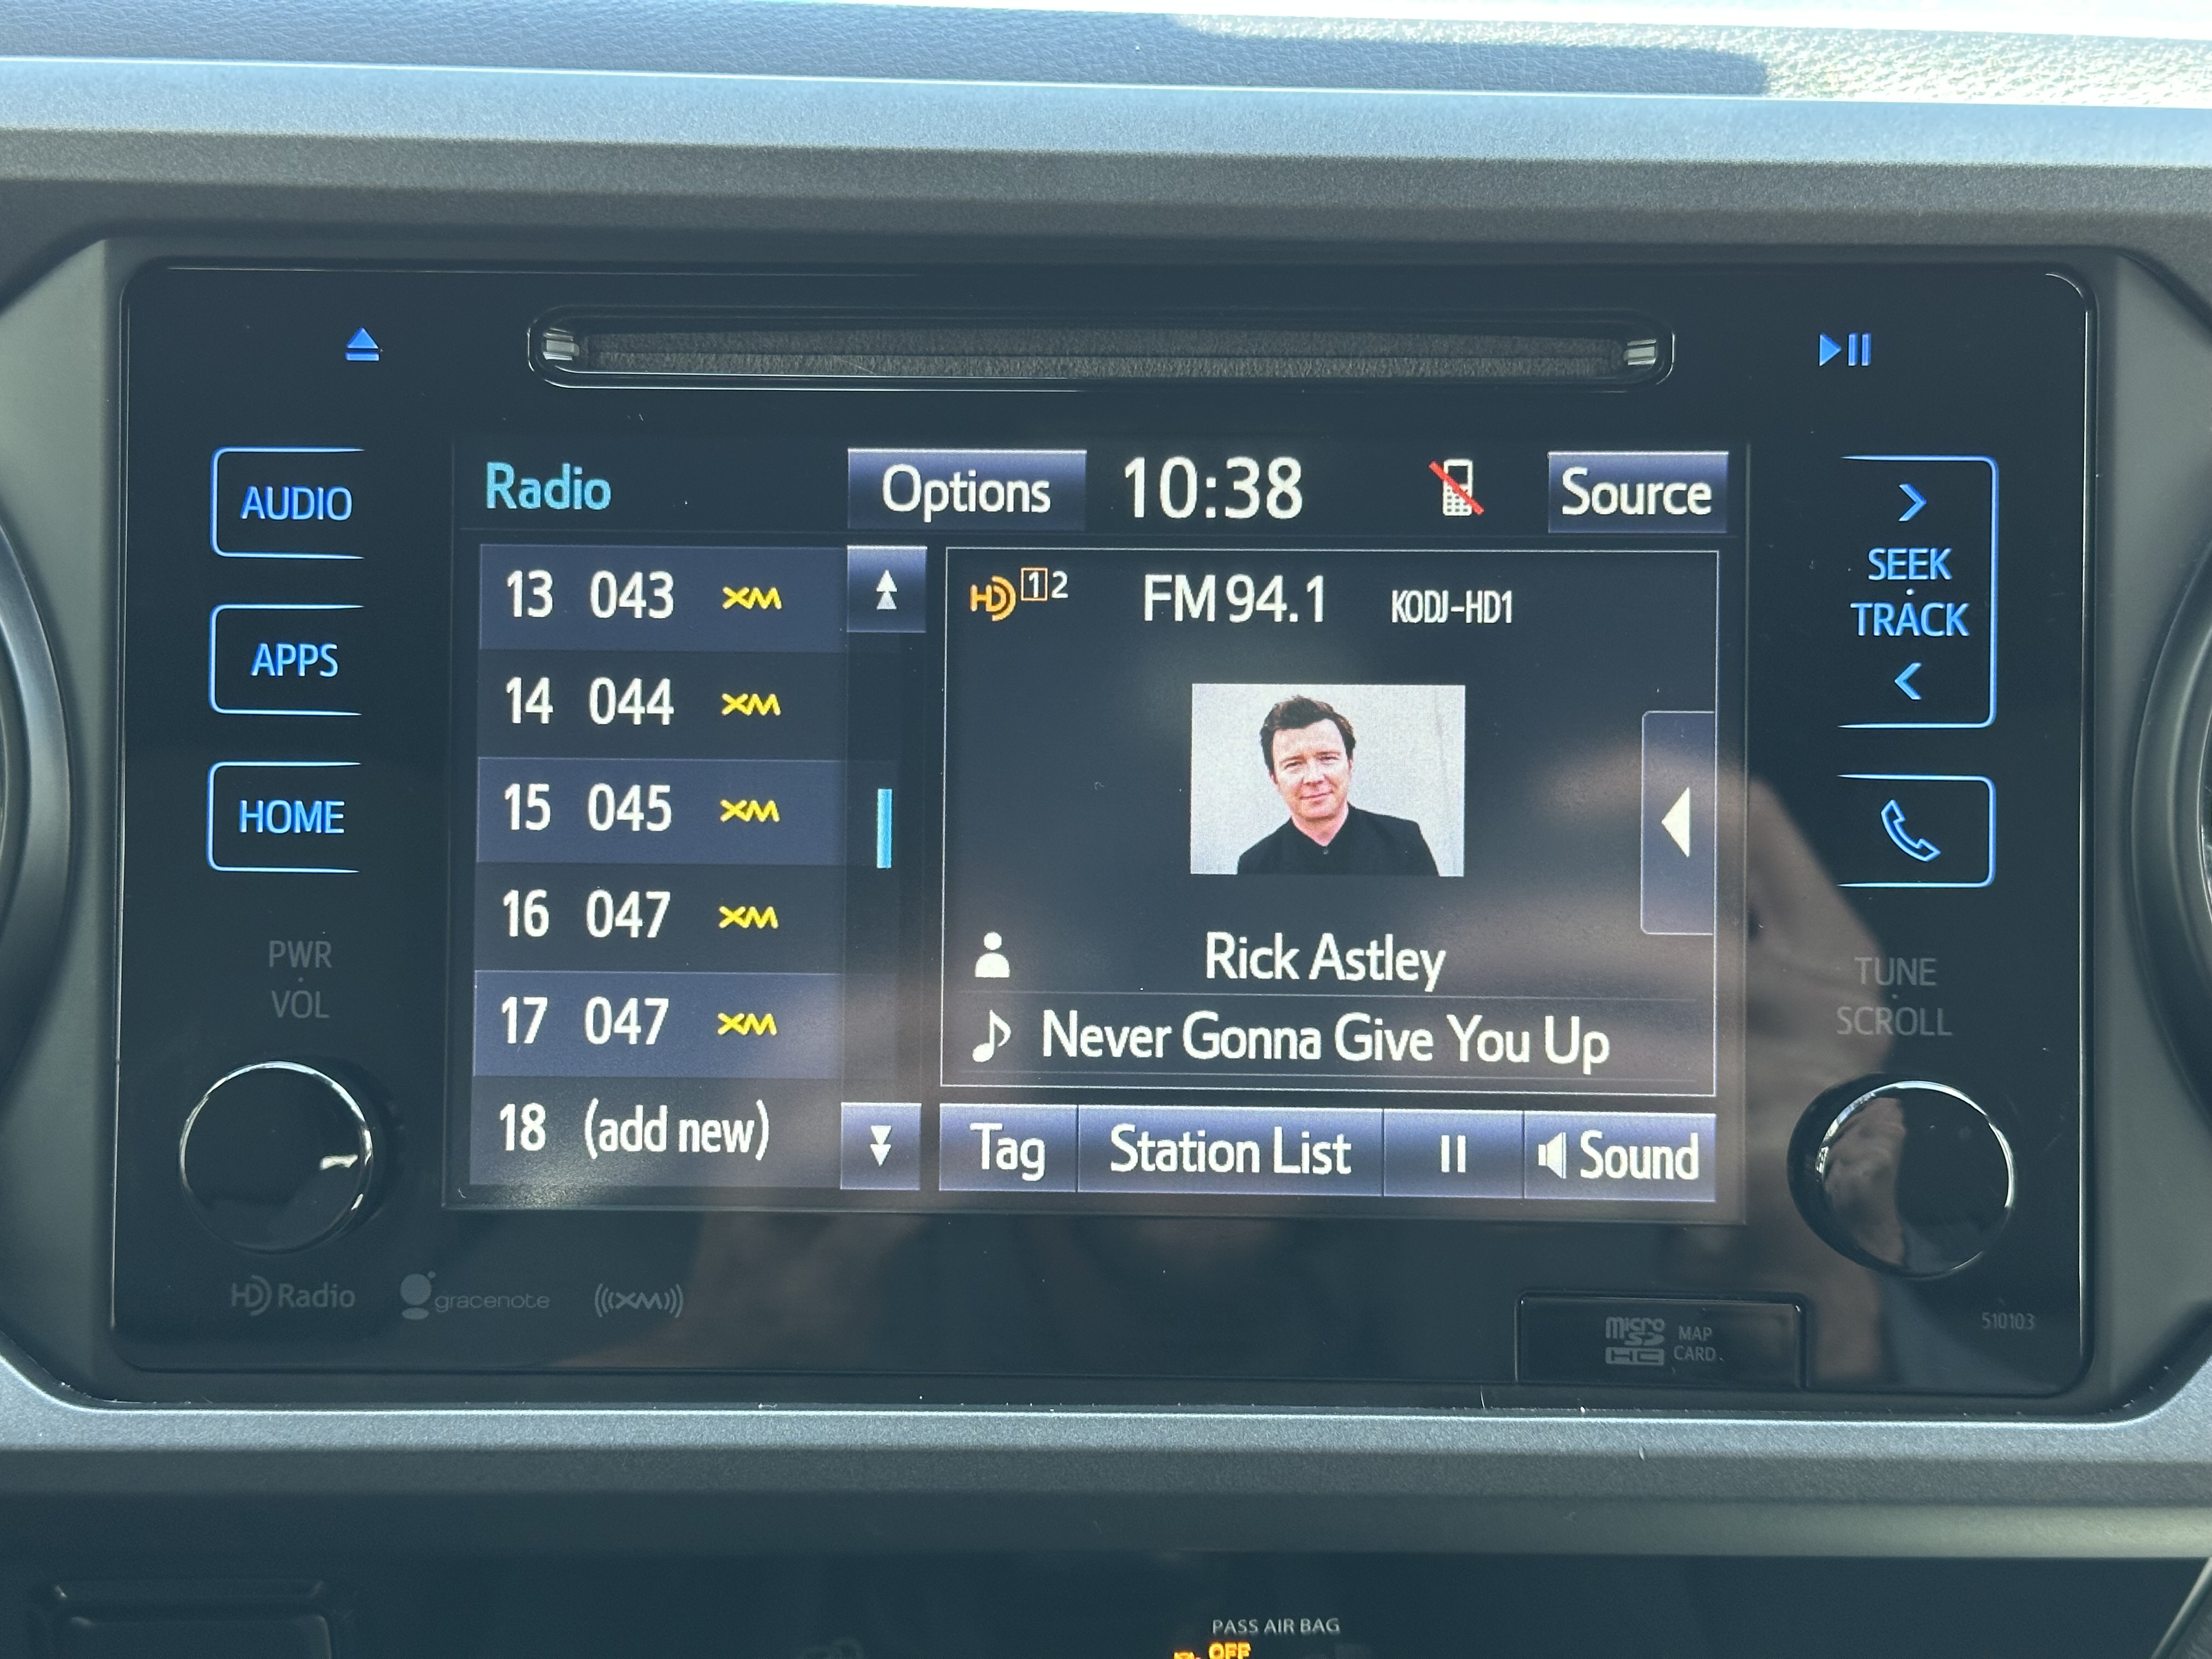 AUDIO
APPS
HOME
PWR
VOL
Radio
Options
10:38
Source
13 043 XM
14 044 XM
15 045 XM
16 047 XM
17 047 XM
18 (add new)
HD 1 2 FM 94.1 KODJ-HD1
Rick Astley
Never Gonna Give You Up
Tag
Station List
Sound
SEEK
TRACK
TUNE
SCROLL
HD Radio
gracenote
((XM))
micro SD HC
MAP
CARD
510103
PASS AIR BAG
OFF